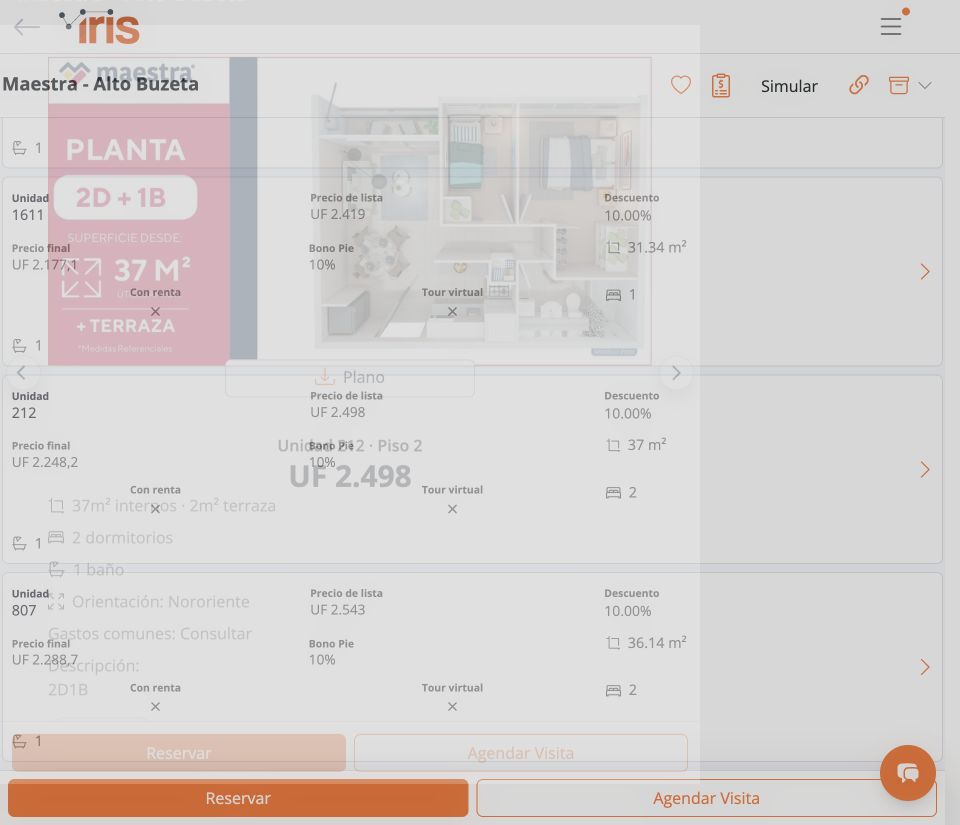 iris
maestra
Maestra - Alto Buzeta
Simular
1
PLANTA
2D + 1B
SUPERFICIE DESDE:
37 M²
+ TERRAZA
*Medidas Referenciales
Unidad
1611
Precio de lista
UF 2.419
Descuento
10.00%
Precio final
UF 2.177,1
Bono Pie
10%
31.34 m²
Con renta
Tour virtual
1
1
Plano
Unidad
212
Precio de lista
UF 2.498
Descuento
10.00%
Precio final
UF 2.248,2
Bono Pie
10%
37 m²
Unidad 212 · Piso 2
UF 2.498
Con renta
Tour virtual
2
37m² internos · 2m² terraza
2 dormitorios
1
1 baño
Unidad
807
Precio de lista
UF 2.543
Descuento
10.00%
Orientación: Nororiente
Gastos comunes: Consultar
Precio final
UF 2.288,7
Bono Pie
10%
36.14 m²
Descripción:
2D1B
Con renta
Tour virtual
2
1
Reservar
Agendar Visita
Reservar
Agendar Visita